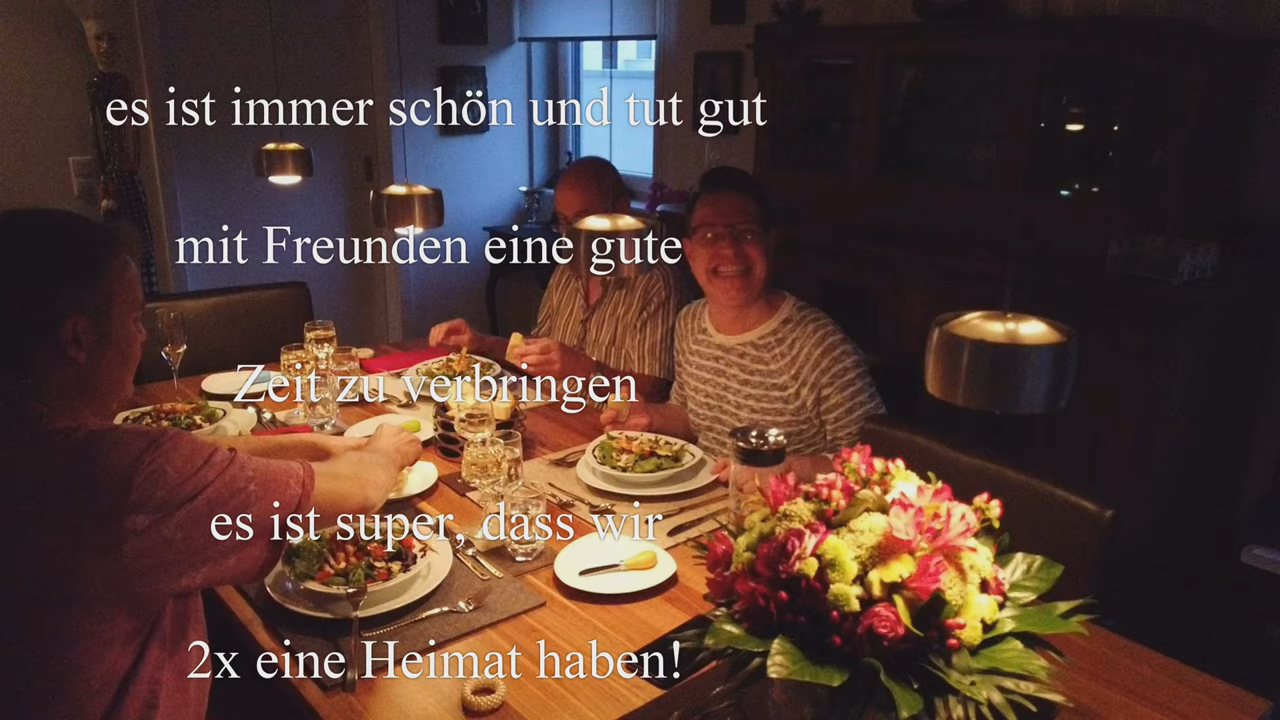 es ist immer schön und tut gut
mit Freunden eine gute
Zeit zu verbringen
es ist super, dass wir
2x eine Heimat haben!